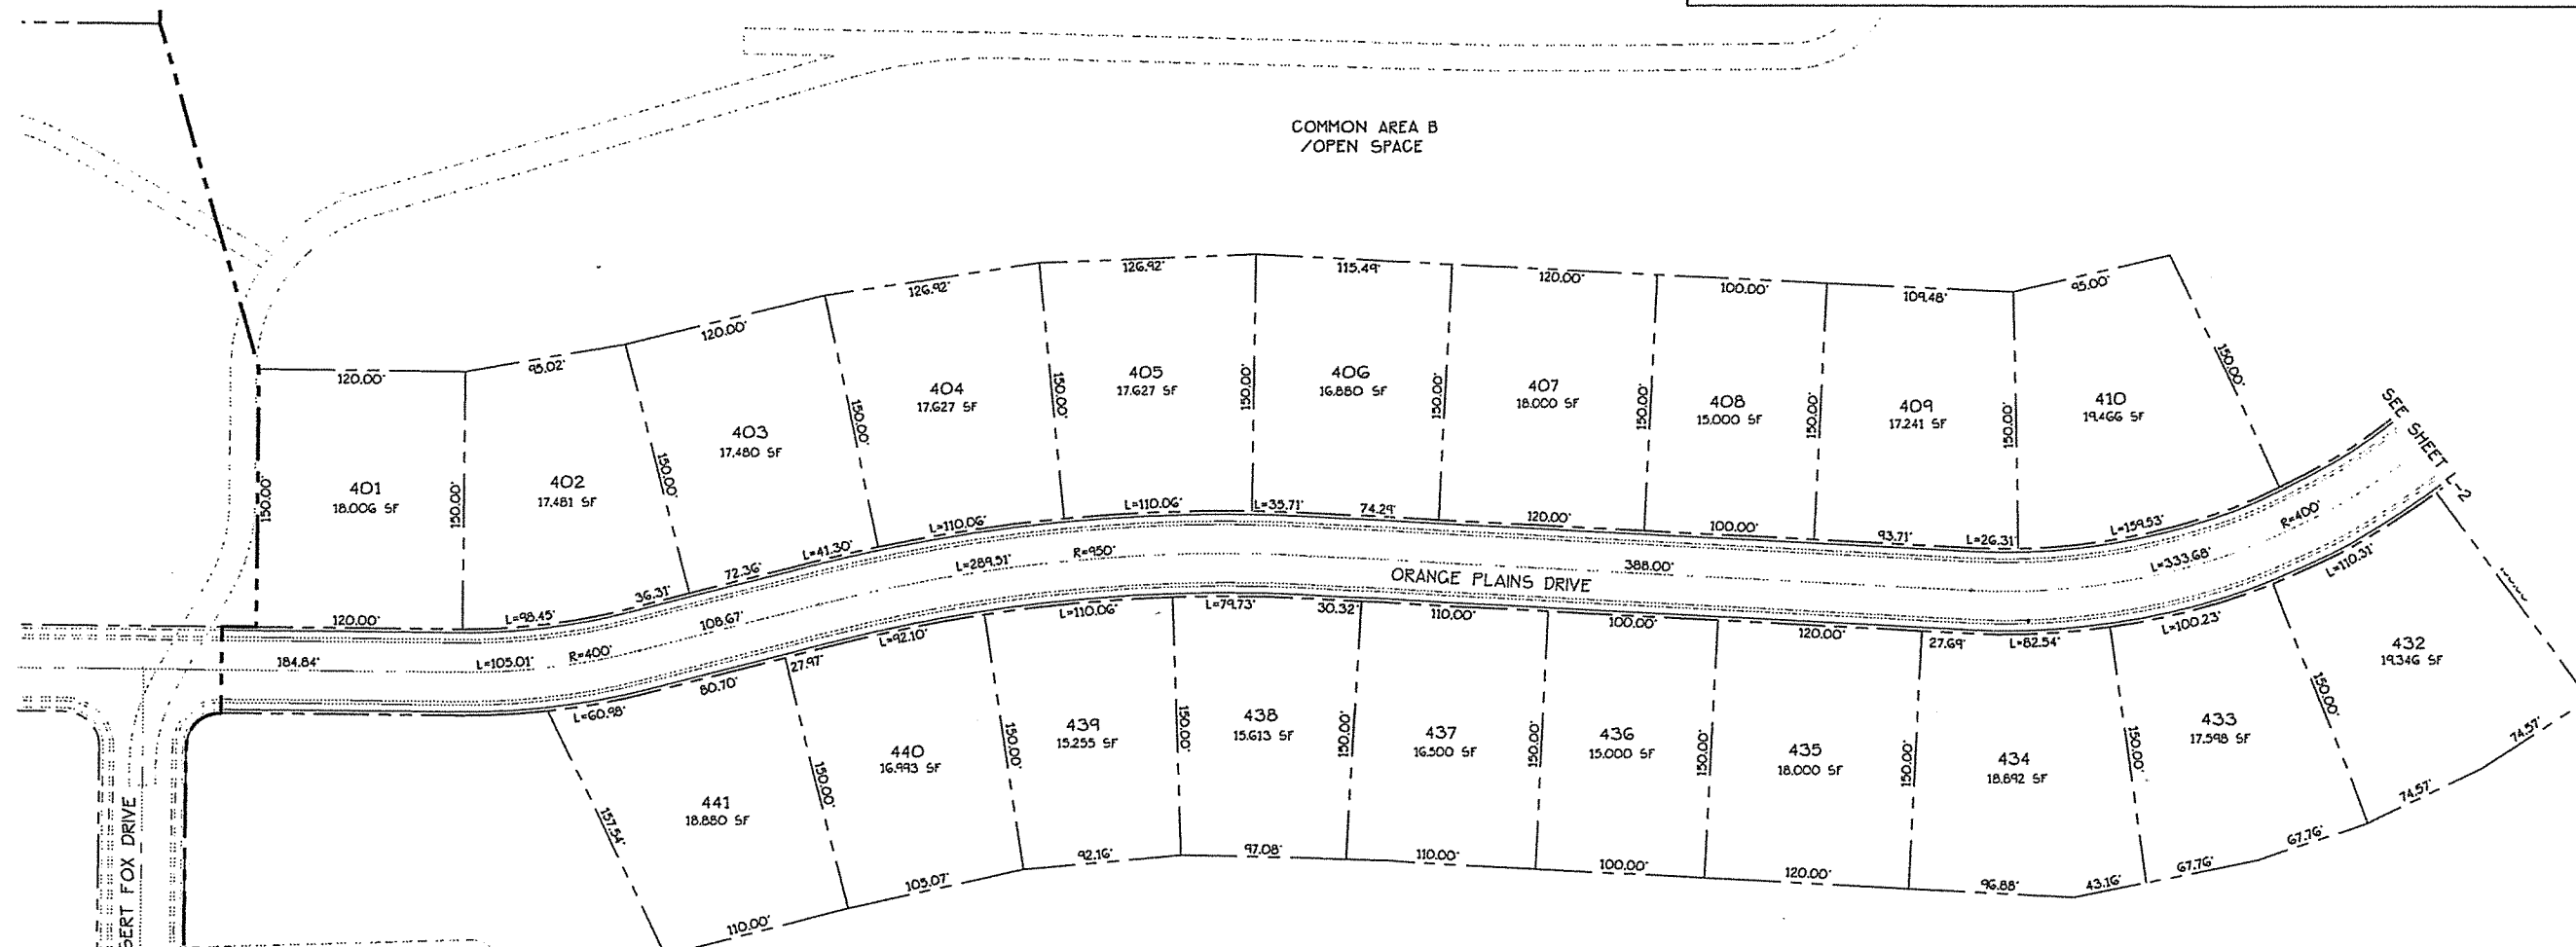 COMMON AREA B
/OPEN SPACE
126.92'
126.92'
115.49'
120.00'
100.00'
109.48'
95.00'
120.00'
95.02'
120.00'
150.00'
150.00'
150.00'
150.00'
150.00'
150.00'
150.00'
150.00'
150.00'
150.00'
150.00'
401
18.006 SF
402
17.481 SF
403
17.480 SF
404
17.627 SF
405
17.627 SF
406
16.880 SF
407
18.000 SF
408
15.000 SF
409
17.241 SF
410
19.466 SF
SEE SHEET L-2
120.00'
L=98.45'
36.31'
72.36'
L=41.30'
L=110.06'
L=110.06'
L=35.71'
74.29'
120.00'
100.00'
93.71'
L=26.31'
L=159.53'
184.84'
L=105.01'
R=400'
108.67'
L=289.51'
R=950'
ORANGE PLAINS DRIVE
388.00'
L=333.68'
R=400'
L=60.98'
80.70'
27.97'
L=92.10'
L=110.06'
L=79.73'
30.32'
110.00'
100.00'
120.00'
27.69'
L=82.54'
L=100.23'
L=110.31'
441
18.880 SF
440
16.993 SF
439
15.255 SF
438
15.613 SF
437
16.500 SF
436
15.000 SF
435
18.000 SF
434
18.892 SF
433
17.598 SF
432
19.346 SF
157.54'
150.00'
150.00'
150.00'
150.00'
150.00'
150.00'
150.00'
150.00'
150.00'
110.00'
105.07'
92.16'
97.08'
110.00'
100.00'
120.00'
96.88'
43.16'
67.76'
67.76'
74.57'
74.57'
SERT FOX DRIVE